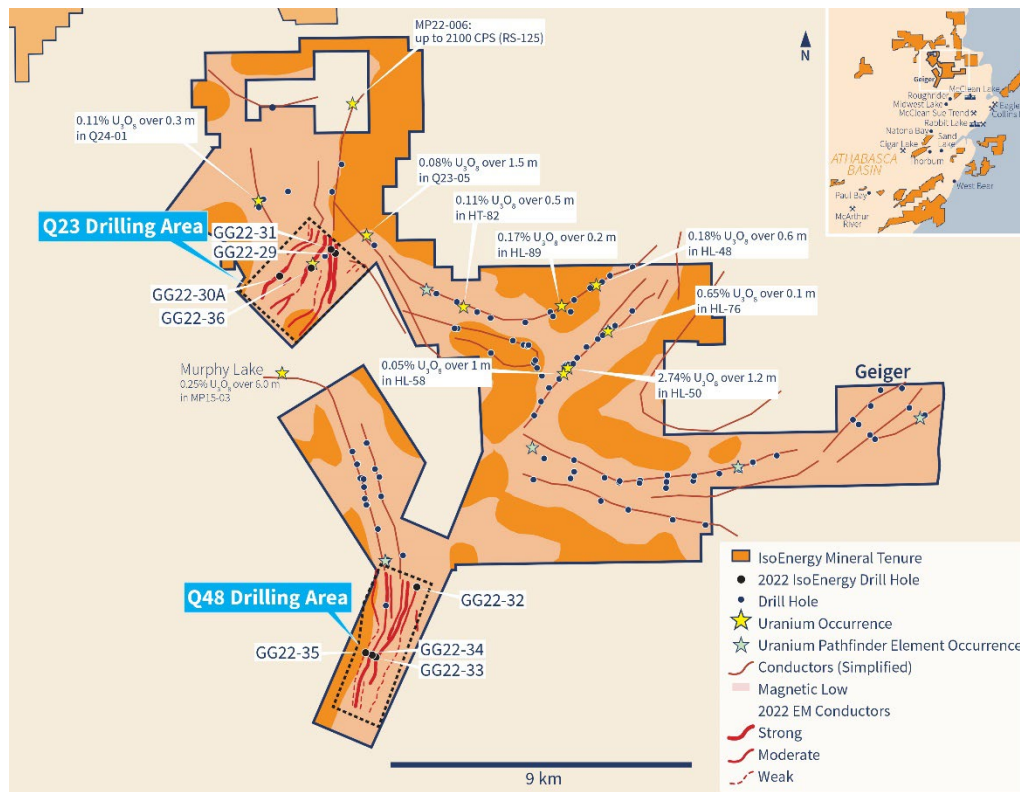 MP22-006:
up to 2100 CPS (RS-125)
N
0.11% U₃O₈ over 0.3 m
in Q24-01
0.08% U₃O₈ over 1.5 m
in Q23-05
0.11% U₃O₈ over 0.5 m
in HT-82
0.17% U₃O₈ over 0.2 m
in HL-89
0.18% U₃O₈ over 0.6 m
in HL-48
0.65% U₃O₈ over 0.1 m
in HL-76
Q23 Drilling Area
GG22-31
GG22-29
GG22-30A
GG22-36
Murphy Lake
0.25% U₃O₈ over 6.0 m
in MP15-03
0.05% U₃O₈ over 1 m
in HL-58
2.74% U₃O₈ over 1.2 m
in HL-50
Geiger
Q48 Drilling Area
GG22-32
GG22-35
GG22-34
GG22-33
9 km
Geiger
McClean Lake
Roughrider
Midwest Lake
McClean Sue Trend
Eagle
Collins
Rabbit Lake
Natona Bay
Sand
Lake
Cigar Lake
Thorburn
ATHABASCA
BASIN
West Bear
Paul Bay
McArthur
River
IsoEnergy Mineral Tenure
2022 IsoEnergy Drill Hole
Drill Hole
Uranium Occurrence
Uranium Pathfinder Element Occurrence
Conductors (Simplified)
Magnetic Low
2022 EM Conductors
Strong
Moderate
Weak